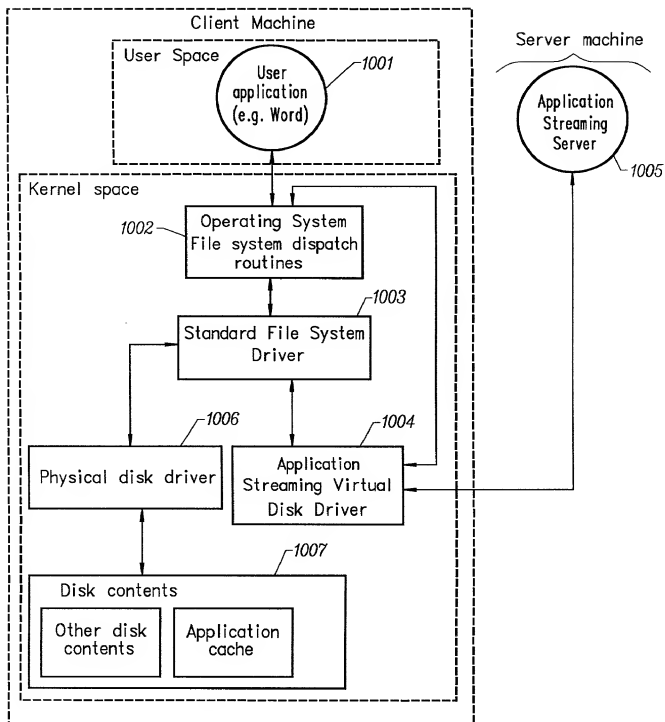 Client Machine
User Space
User
application
(e.g. Word)
1001
Server machine
Application
Streaming
Server
1005
Kernel space
1002
Operating System
File system dispatch
routines
1003
Standard File System
Driver
1006
Physical disk driver
1004
Application
Streaming Virtual
Disk Driver
1007
Disk contents
Other disk
contents
Application
cache